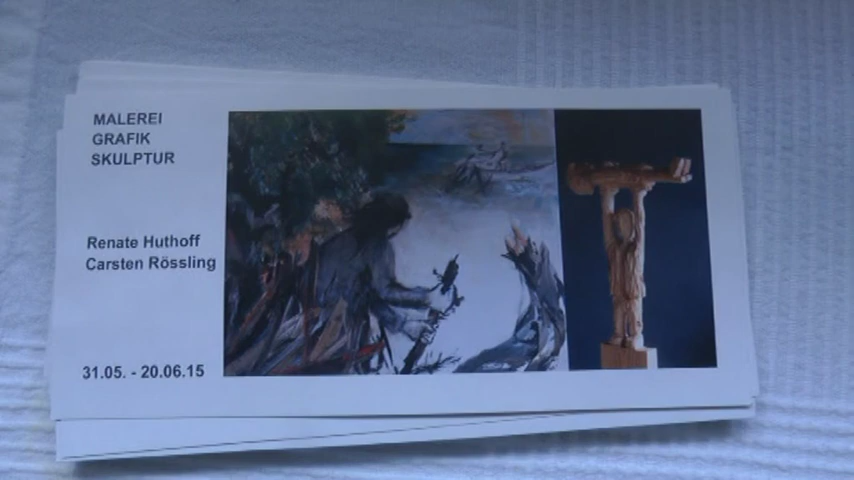 MALEREI
GRAFIK
SKULPTUR
Renate Huthoff
Carsten Rössling
31.05. - 20.06.15